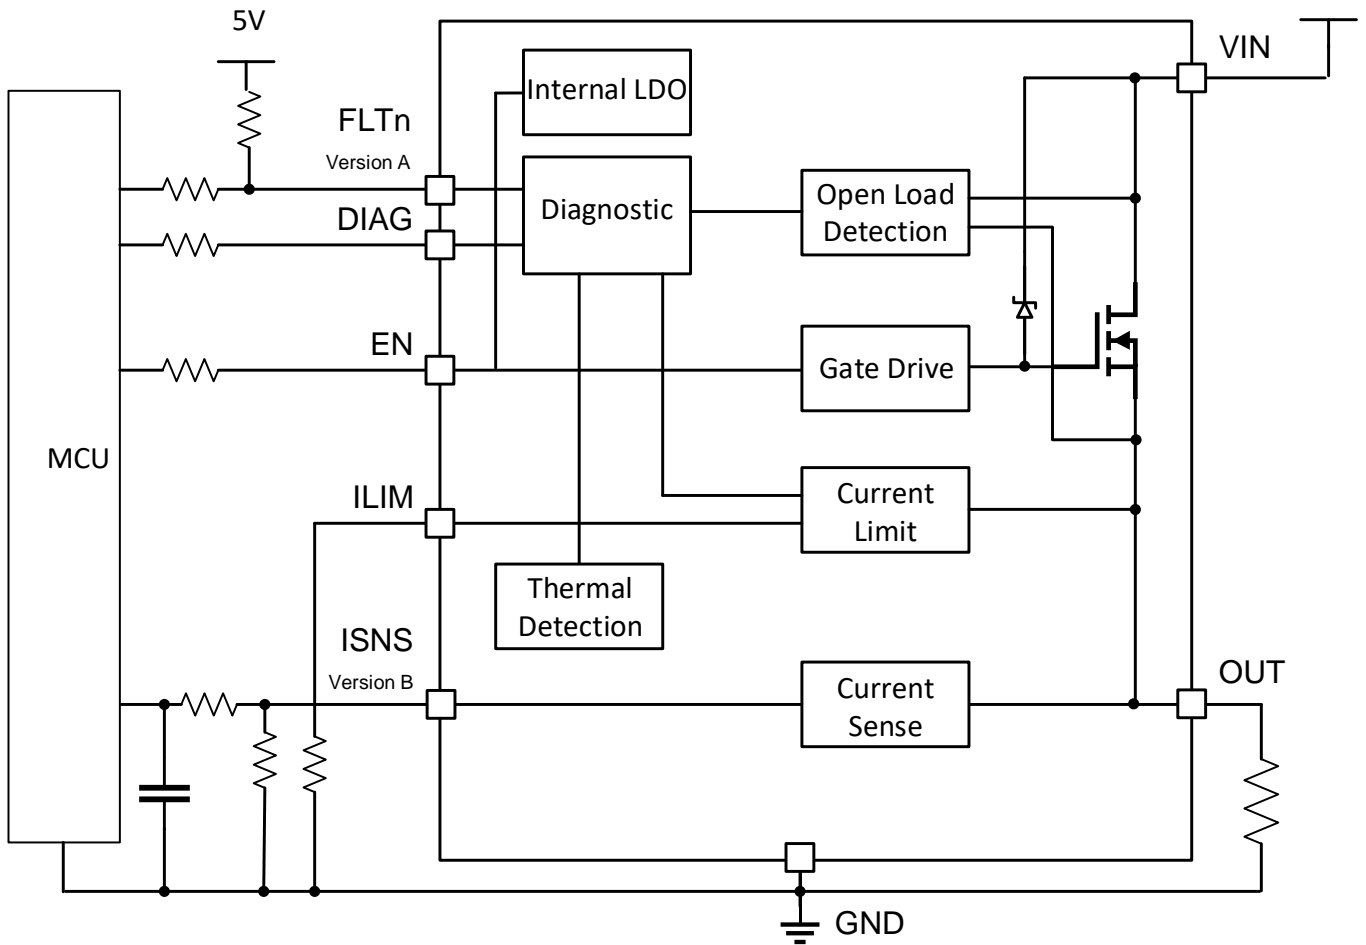 5V
VIN
Internal LDO
FLTn
Version A
Diagnostic
Open Load
Detection
DIAG
EN
Gate Drive
MCU
ILIM
Current
Limit
Thermal
Detection
ISNS
Version B
Current
Sense
OUT
GND